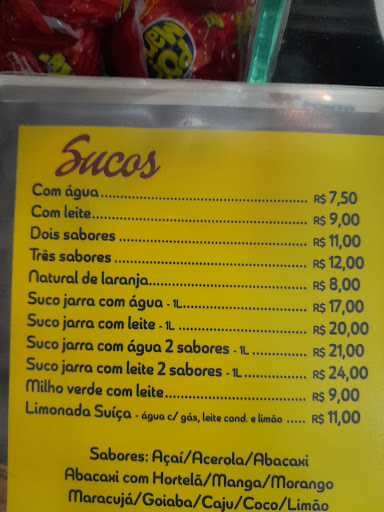 Sucos
Com água R$ 7,50
Com leite R$ 9,00
Dois sabores R$ 11,00
Três sabores R$ 12,00
Natural de laranja R$ 8,00
Suco jarra com água - 1L R$ 17,00
Suco jarra com leite - 1L R$ 20,00
Suco jarra com água 2 sabores - 1L R$ 21,00
Suco jarra com leite 2 sabores - 1L R$ 24,00
Milho verde com leite R$ 9,00
Limonada Suíça - água c/ gás, leite cond. e limão R$ 11,00
Sabores: Açaí/Acerola/Abacaxi
Abacaxi com Hortelã/Manga/Morango
Maracujá/Goiaba/Caju/Coco/Limão